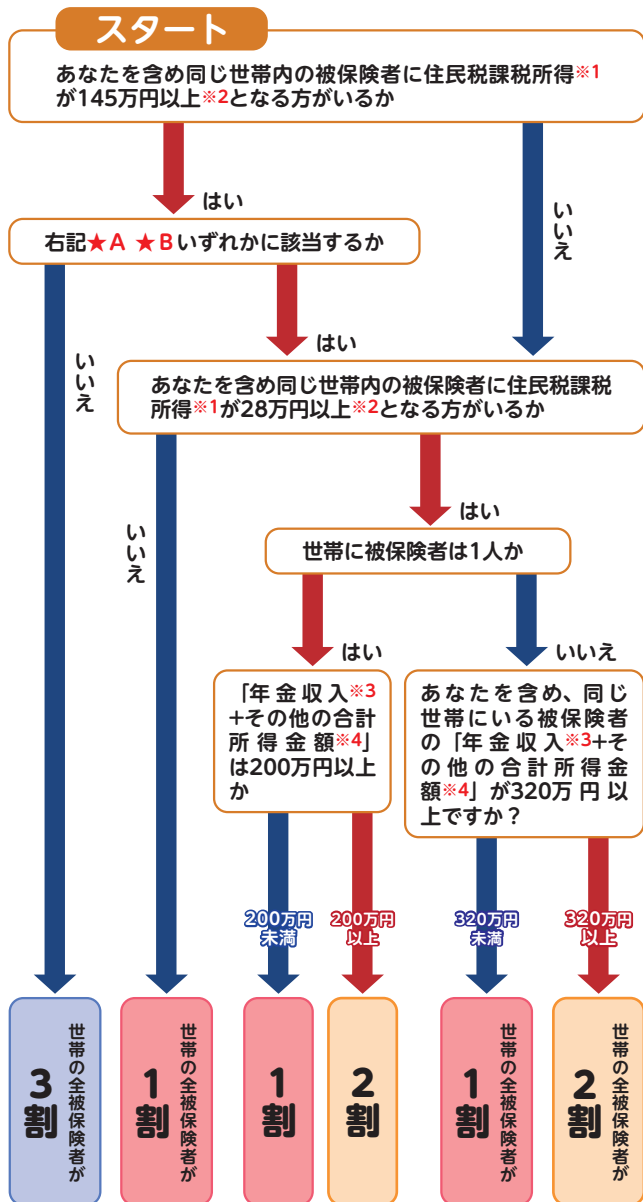 スタート
あなたを含め同じ世帯内の被保険者に住民税課税所得※1
が145万円以上※2となる方がいるか
はい
いいえ
右記★A ★Bいずれかに該当するか
いいえ
はい
あなたを含め同じ世帯内の被保険者に住民税課税
所得※1が28万円以上※2となる方がいるか
いいえ
はい
世帯に被保険者は1人か
はい
いいえ
「年金収入※3
+その他の合計
所得金額※4」
は200万円以上
か
あなたを含め、同じ
世帯にいる被保険者
の「年金収入※3+そ
の他の合計所得金
額※4」が320万円以
上ですか?
200万円
未満
200万円
以上
320万円
未満
320万円
以上
世帯の全被保険者が
3割
世帯の全被保険者が
1割
1割
2割
世帯の全被保険者が
1割
世帯の全被保険者が
2割